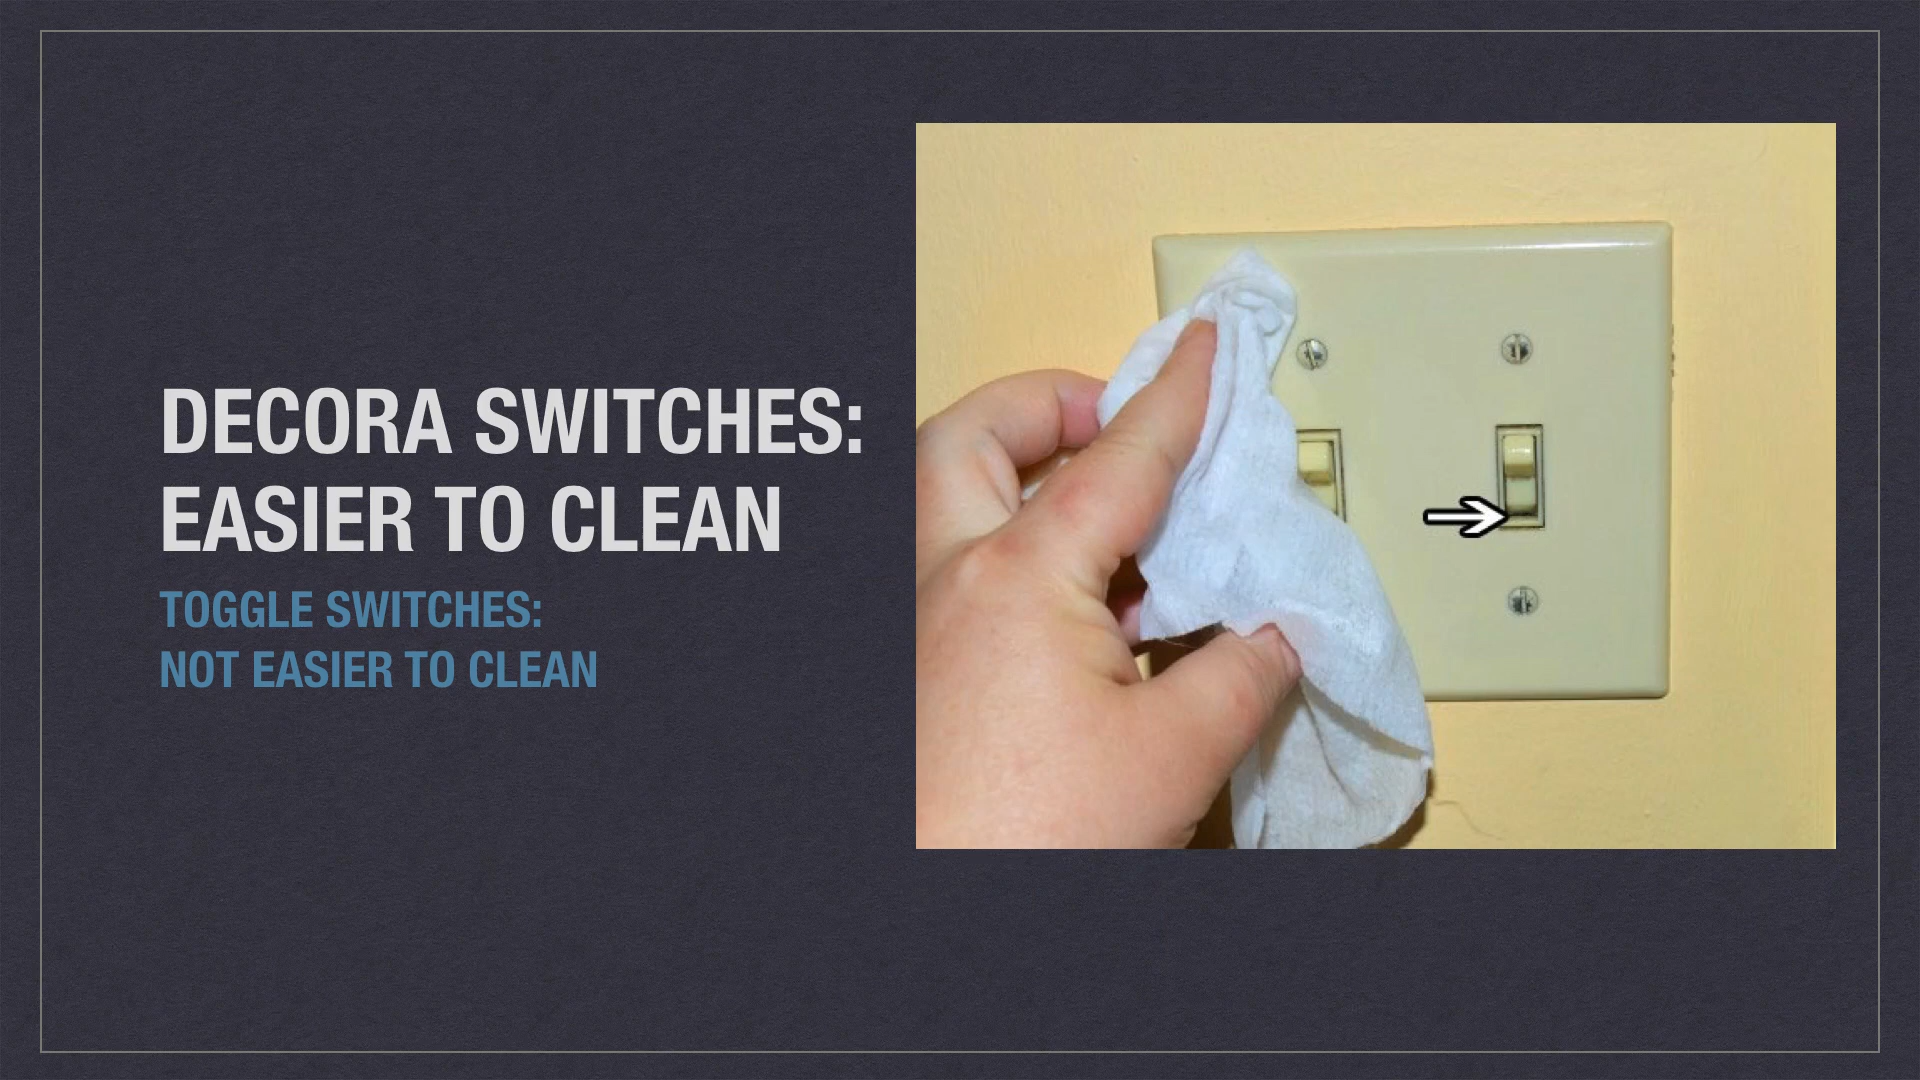 DECORA SWITCHES:
EASIER TO CLEAN
TOGGLE SWITCHES:
NOT EASIER TO CLEAN